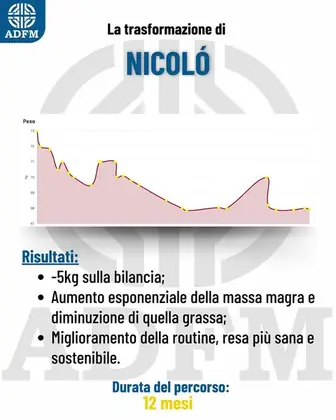 ADFM
La trasformazione di
NICOLÓ
Peso
Risultati:
-5kg sulla bilancia;
Aumento esponenziale della massa magra e
diminuzione di quella grassa;
Miglioramento della routine, resa più sana e
sostenibile.
ADFM
Durata del percorso:
12 mesi